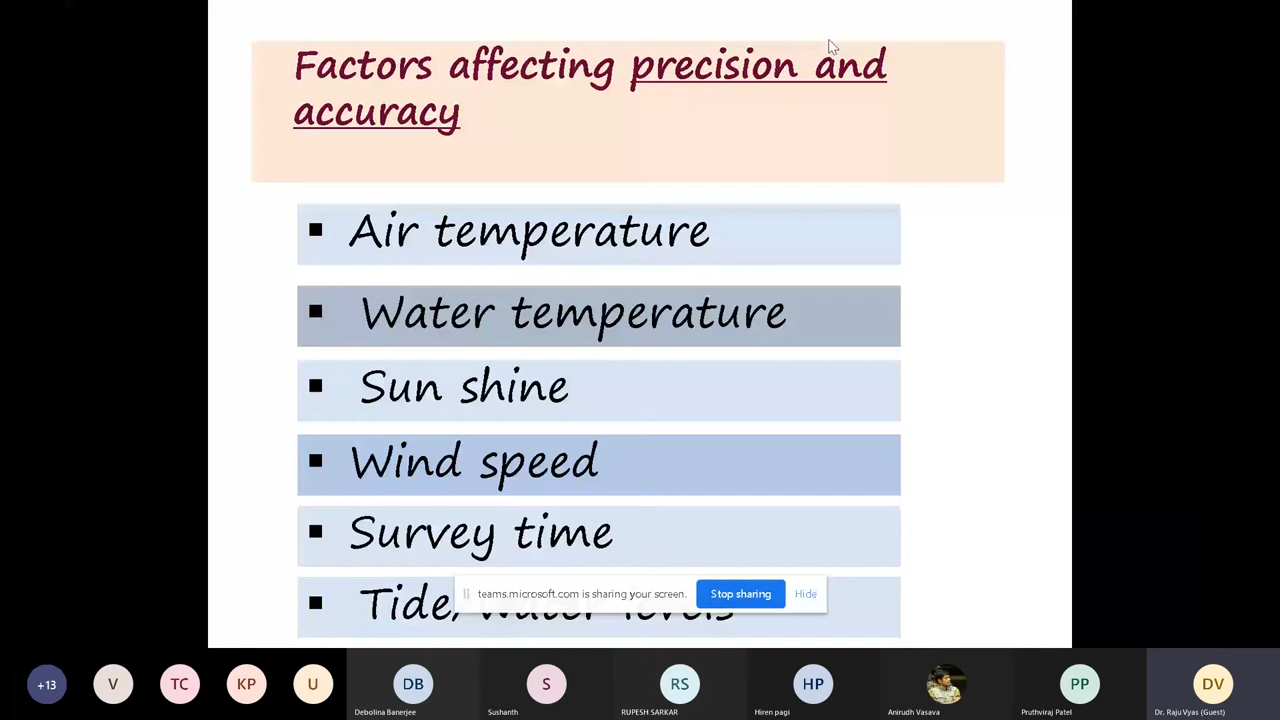 Factors affecting precision and
accuracy
▪ Air temperature
▪ Water temperature
▪ Sun shine
▪ Wind speed
▪ Survey time
▪ Tide, water levels
teams.microsoft.com is sharing your screen. Stop sharing Hide
+13 V TC KP U DB S RS HP PP DV
Debolina Banerjee Sushanth RUPESH SARKAR Hiren pagi Anirudh Vasava Pruthviraj Patel Dr. Raju Vyas (Guest)